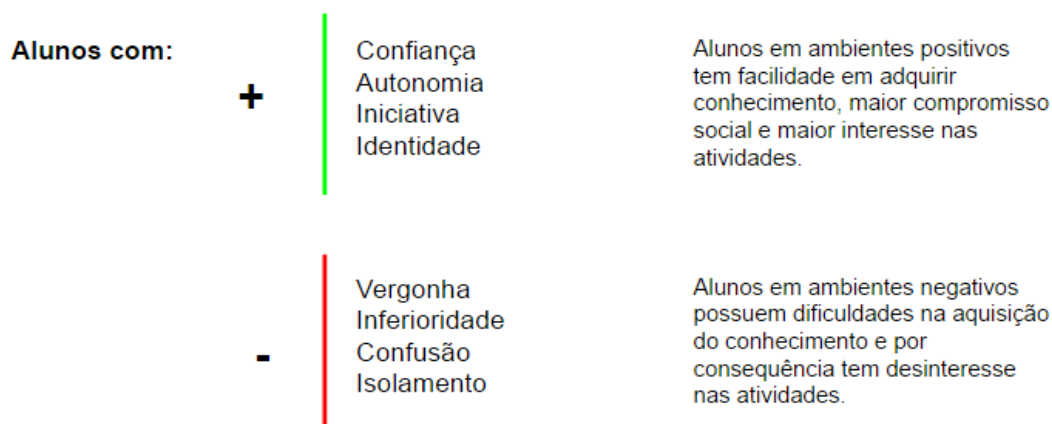 Alunos com:
+
Confiança
Autonomia
Iniciativa
Identidade
Alunos em ambientes positivos
tem facilidade em adquirir
conhecimento, maior compromisso
social e maior interesse nas
atividades.
-
Vergonha
Inferioridade
Confusão
Isolamento
Alunos em ambientes negativos
possuem dificuldades na aquisição
do conhecimento e por
consequência tem desinteresse
nas atividades.